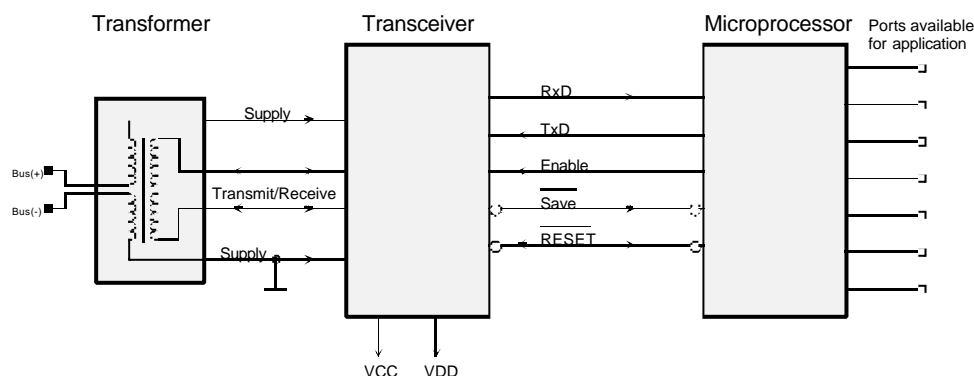 Transformer
Transceiver
Microprocessor
Ports available
for application
Supply
RxD
TxD
Bus(+)
Enable
Transmit/Receive
Save
Bus(-)
RESET
Supply
VCC
VDD